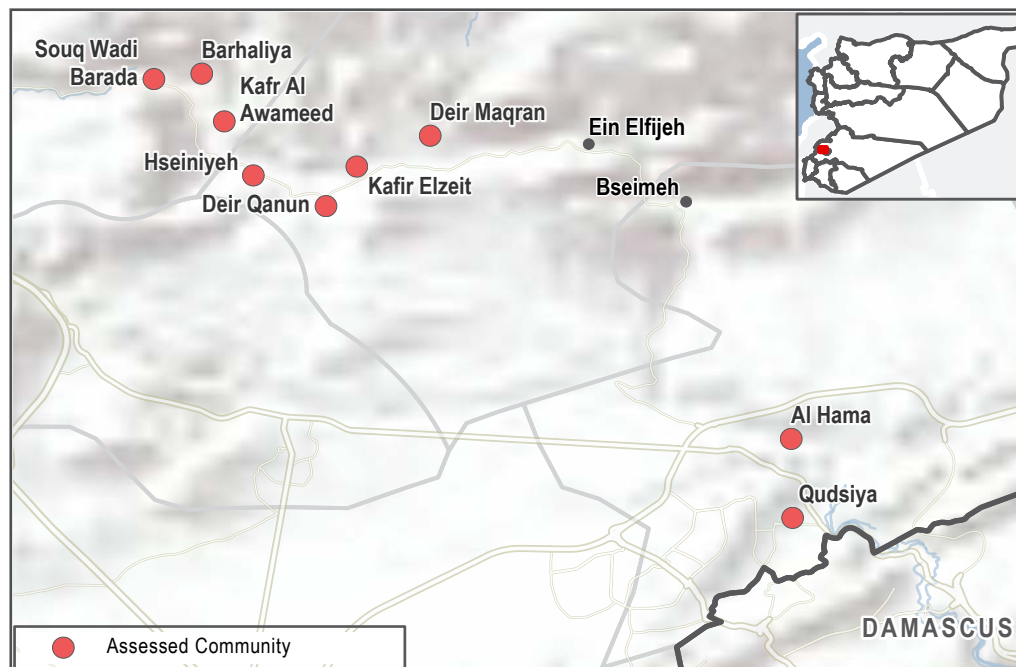 Souq Wadi
Barada
Barhaliya
Kafr Al
Awameed
Deir Maqran
Ein Elfijeh
Hseiniyeh
Kafir Elzeit
Bseimeh
Deir Qanun
Al Hama
Qudsiya
DAMASCUS
Assessed Community